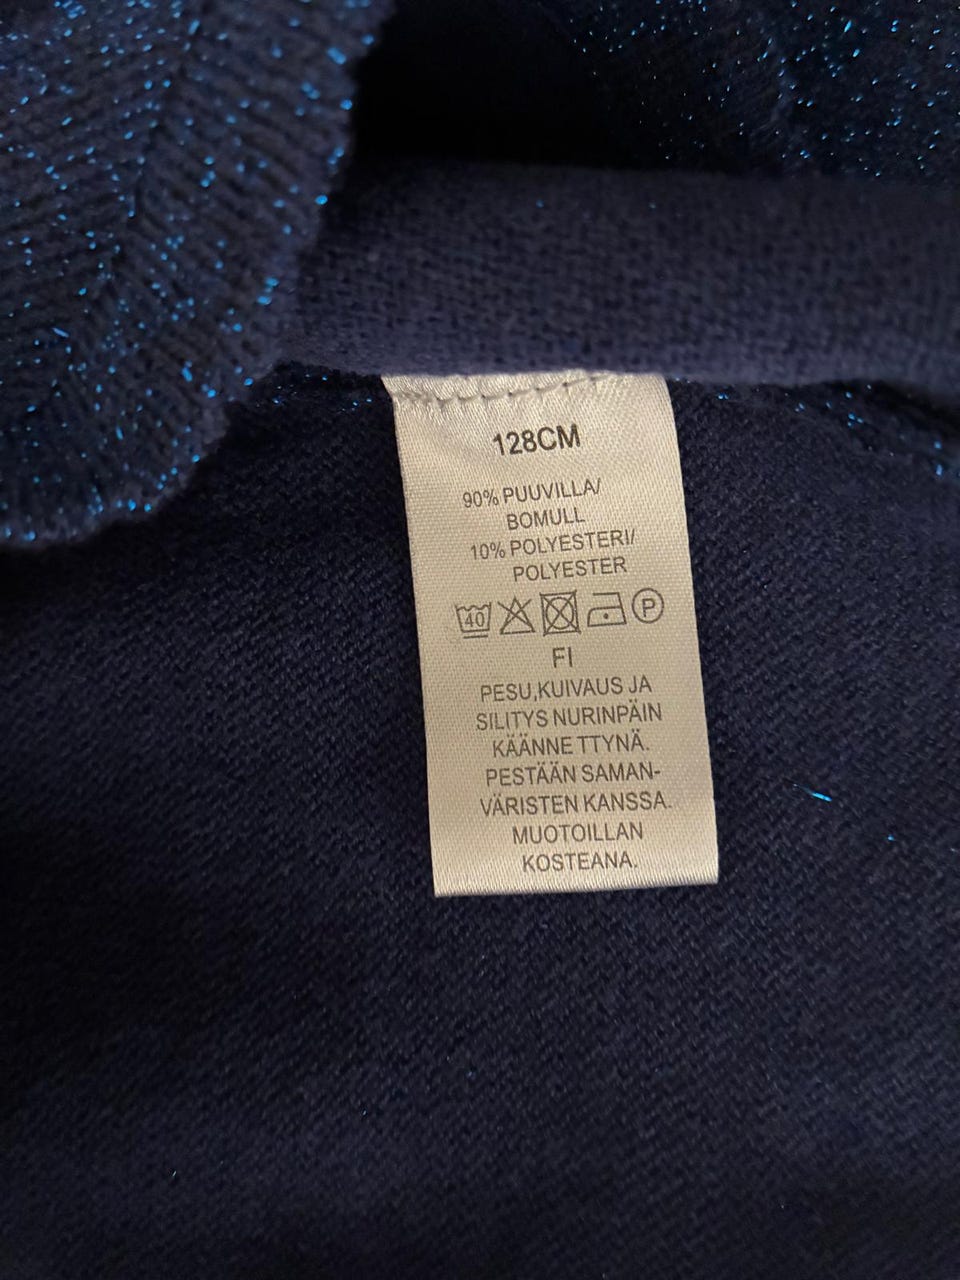 128CM
90% PUUVILLA/
BOMULL
10% POLYESTERI/
POLYESTER
40 P
FI
PESU,KUIVAUS JA
SILITYS NURINPÄIN
KÄÄNNE TTYNÄ.
PESTÄÄN SAMAN-
VÄRISTEN KANSSA.
MUOTOILLAN
KOSTEANA.